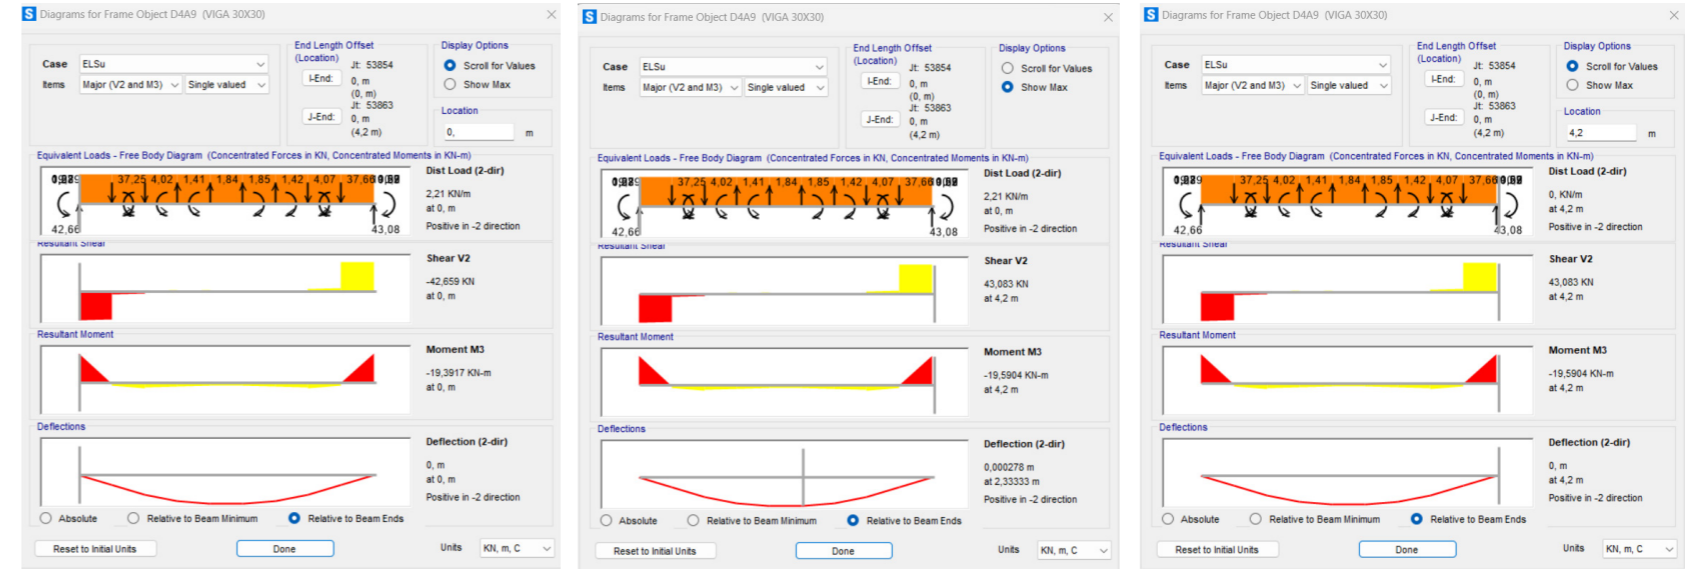 Diagrams for Frame Object D4A9 (VIGA 30X30)
Case ELSu
Items Major (V2 and M3) Single valued
End Length Offset
(Location)
Jt: 53854
I-End: 0, m
(0, m)
Jt: 53863
J-End: 0, m
(4,2 m)
Display Options
Scroll for Values
Show Max
Location
0, m
Equivalent Loads - Free Body Diagram (Concentrated Forces in KN, Concentrated Moments in KN-m)
37,25 4,02 1,41 1,84 1,85 1,42 4,07 37,66
42,66 43,08
Dist Load (2-dir)
2,21 KN/m
at 0, m
Positive in -2 direction
Resultant Shear
Shear V2
-42,659 KN
at 0, m
Resultant Moment
Moment M3
-19,3917 KN-m
at 0, m
Deflections
Deflection (2-dir)
0, m
at 0, m
Positive in -2 direction
Absolute Relative to Beam Minimum Relative to Beam Ends
Reset to Initial Units Done Units KN, m, C
Diagrams for Frame Object D4A9 (VIGA 30X30)
Case ELSu
Items Major (V2 and M3) Single valued
End Length Offset
(Location)
Jt: 53854
I-End: 0, m
(0, m)
Jt: 53863
J-End: 0, m
(4,2 m)
Display Options
Scroll for Values
Show Max
Equivalent Loads - Free Body Diagram (Concentrated Forces in KN, Concentrated Moments in KN-m)
37,25 4,02 1,41 1,84 1,85 1,42 4,07 37,66
42,66 43,08
Dist Load (2-dir)
2,21 KN/m
at 0, m
Positive in -2 direction
Resultant Shear
Shear V2
43,083 KN
at 4,2 m
Resultant Moment
Moment M3
-19,5904 KN-m
at 4,2 m
Deflections
Deflection (2-dir)
0,000278 m
at 2,33333 m
Positive in -2 direction
Absolute Relative to Beam Minimum Relative to Beam Ends
Reset to Initial Units Done Units KN, m, C
Diagrams for Frame Object D4A9 (VIGA 30X30)
Case ELSu
Items Major (V2 and M3) Single valued
End Length Offset
(Location)
Jt: 53854
I-End: 0, m
(0, m)
Jt: 53863
J-End: 0, m
(4,2 m)
Display Options
Scroll for Values
Show Max
Location
4,2 m
Equivalent Loads - Free Body Diagram (Concentrated Forces in KN, Concentrated Moments in KN-m)
37,25 4,02 1,41 1,84 1,85 1,42 4,07 37,66
42,66 43,08
Dist Load (2-dir)
0, KN/m
at 4,2 m
Positive in -2 direction
Resultant Shear
Shear V2
43,083 KN
at 4,2 m
Resultant Moment
Moment M3
-19,5904 KN-m
at 4,2 m
Deflections
Deflection (2-dir)
0, m
at 4,2 m
Positive in -2 direction
Absolute Relative to Beam Minimum Relative to Beam Ends
Reset to Initial Units Done Units KN, m, C